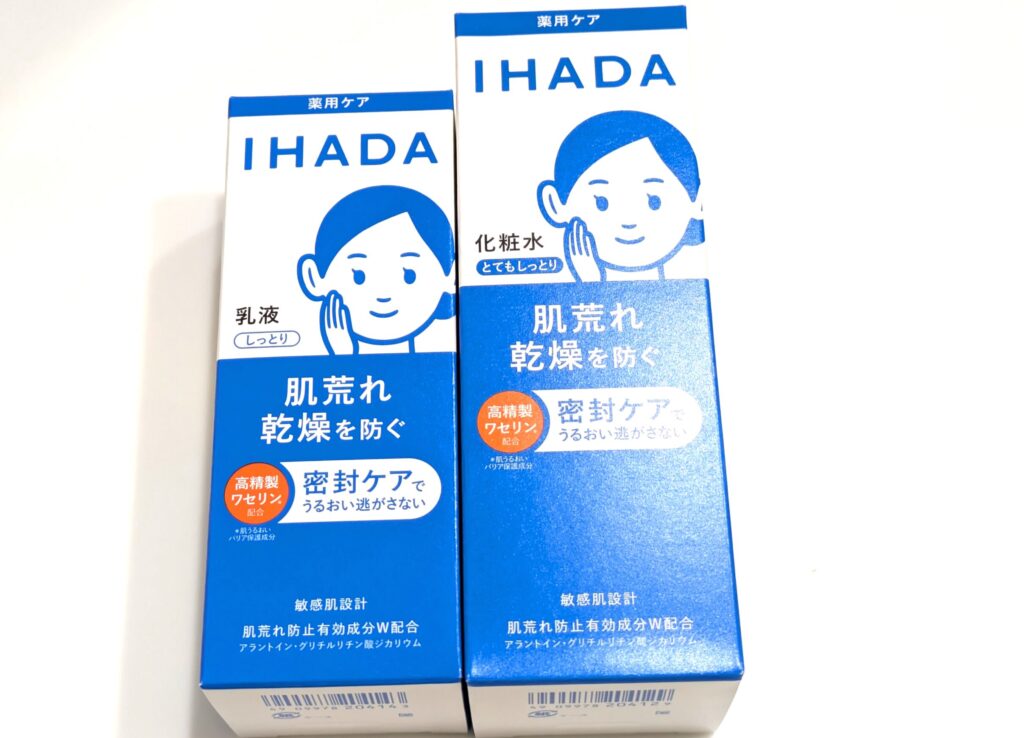 薬用ケア
IHADA
乳液
しっとり
肌荒れ
乾燥を防ぐ
高精製
ワセリン*
配合
密封ケアで
うるおい逃がさない
*肌うるおい
バリア保護成分
敏感肌設計
肌荒れ防止有効成分W配合
アラントイン・グリチルリチン酸ジカリウム
薬用ケア
IHADA
化粧水
とてもしっとり
肌荒れ
乾燥を防ぐ
高精製
ワセリン*
配合
密封ケアで
うるおい逃がさない
*肌うるおい
バリア保護成分
敏感肌設計
肌荒れ防止有効成分W配合
アラントイン・グリチルリチン酸ジカリウム
4909978204143
4909978204129